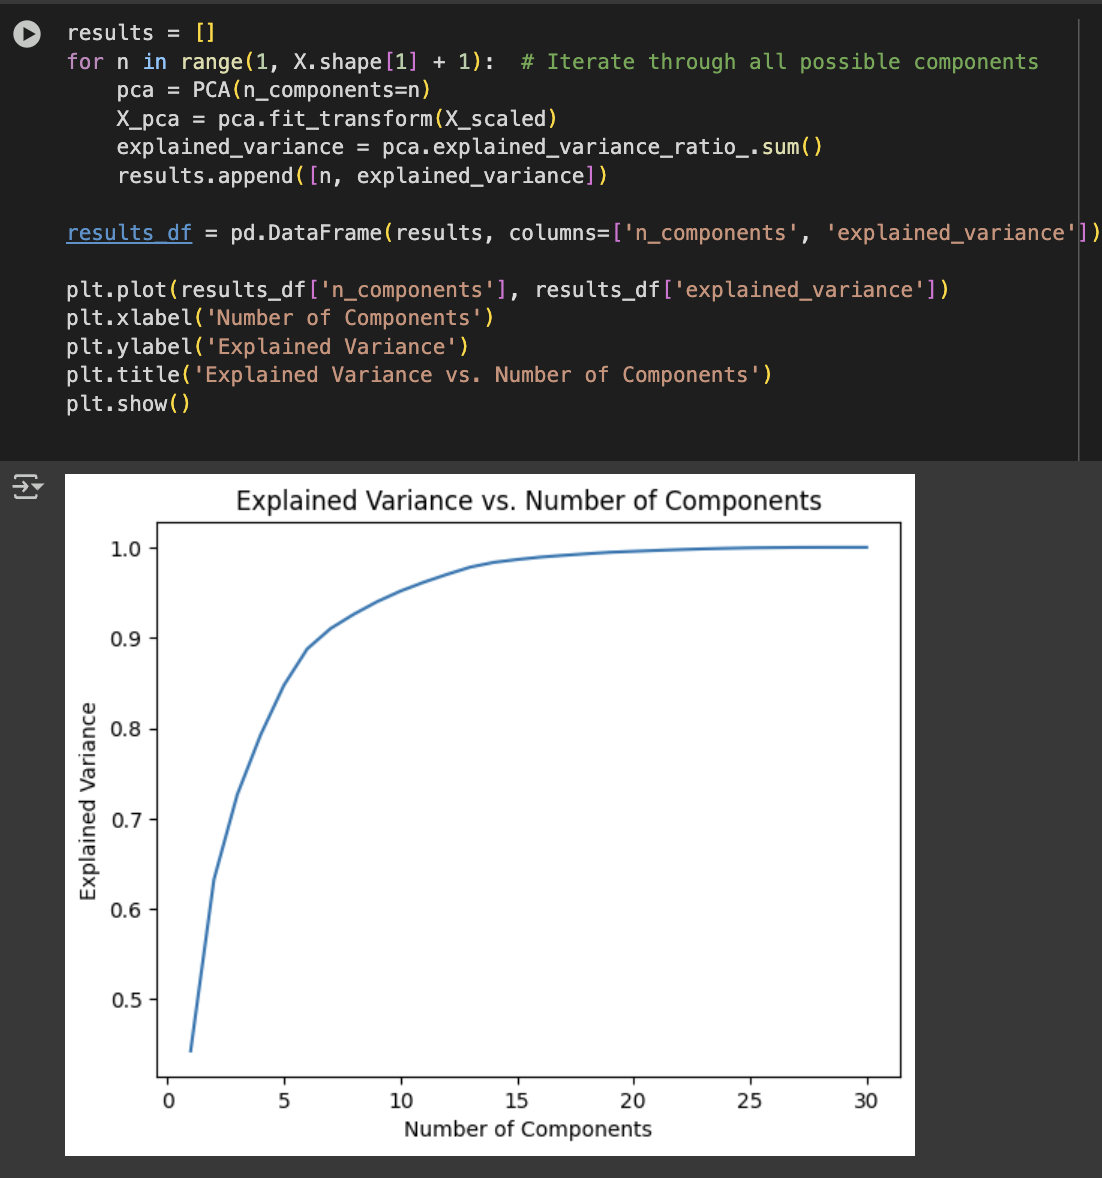 results = []
for n in range(1, X.shape[1] + 1):  # Iterate through all possible components
    pca = PCA(n_components=n)
    X_pca = pca.fit_transform(X_scaled)
    explained_variance = pca.explained_variance_ratio_.sum()
    results.append([n, explained_variance])

results_df = pd.DataFrame(results, columns=['n_components', 'explained_variance'])

plt.plot(results_df['n_components'], results_df['explained_variance'])
plt.xlabel('Number of Components')
plt.ylabel('Explained Variance')
plt.title('Explained Variance vs. Number of Components')
plt.show()

Explained Variance vs. Number of Components
Explained Variance
1.0
0.9
0.8
0.7
0.6
0.5
0 5 10 15 20 25 30
Number of Components